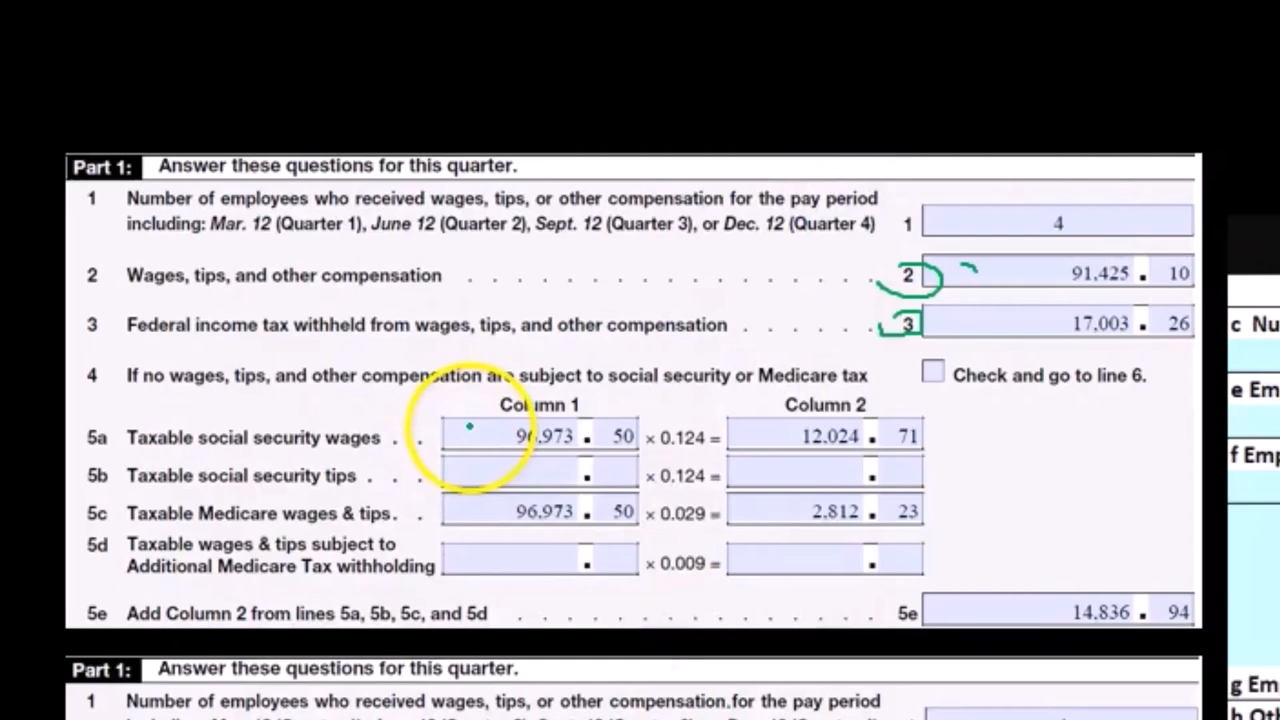 Part 1: Answer these questions for this quarter.
1 Number of employees who received wages, tips, or other compensation for the pay period
including: Mar. 12 (Quarter 1), June 12 (Quarter 2), Sept. 12 (Quarter 3), or Dec. 12 (Quarter 4) 1 4
2 Wages, tips, and other compensation . . . . . . . . . . . . . . . . . 2 91,425 . 10
3 Federal income tax withheld from wages, tips, and other compensation . . . . . . 3 17,003 . 26
4 If no wages, tips, and other compensation are subject to social security or Medicare tax Check and go to line 6.
Column 1 Column 2
5a Taxable social security wages . . 96,973 . 50 × 0.124 = 12,024 . 71
5b Taxable social security tips . . . . × 0.124 = .
5c Taxable Medicare wages & tips. . 96,973 . 50 × 0.029 = 2,812 . 23
5d Taxable wages & tips subject to
Additional Medicare Tax withholding . × 0.009 = .
5e Add Column 2 from lines 5a, 5b, 5c, and 5d . . . . . . . . . . . . . 5e 14,836 . 94
Part 1: Answer these questions for this quarter.
1 Number of employees who received wages, tips, or other compensation for the pay period
c Nu
e Em
f Emp
g Em
h Oth